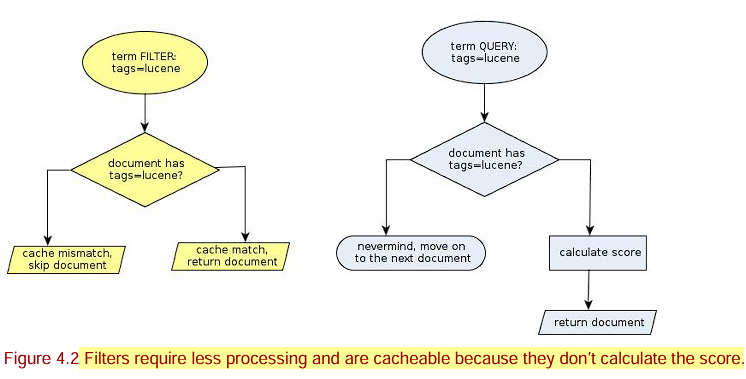 term FILTER:
tags=lucene
document has
tags=lucene?
cache mismatch,
skip document
cache match,
return document
term QUERY:
tags=lucene
document has
tags=lucene?
nevermind, move on
to the next document
calculate score
return document
Figure 4.2 Filters require less processing and are cacheable because they don't calculate the score.